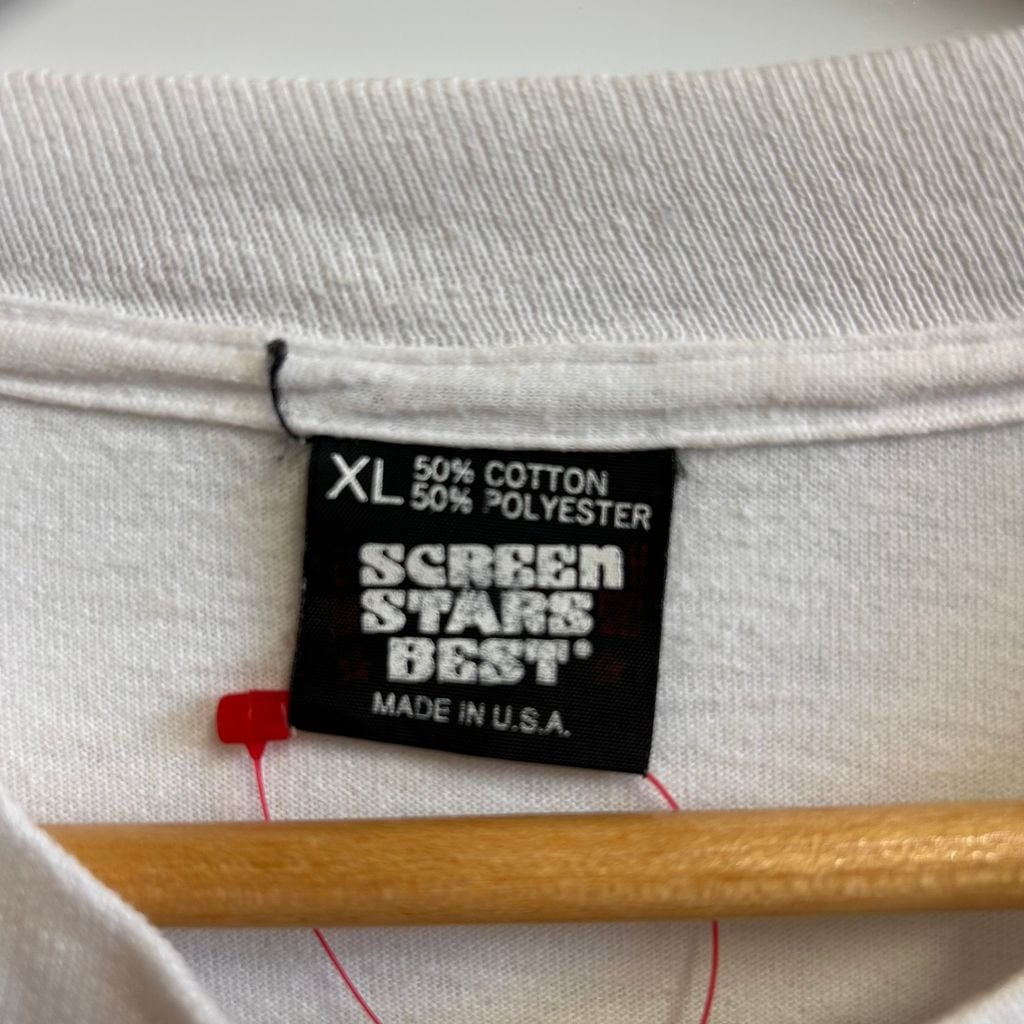 XL 50% COTTON
50% POLYESTER
SCREEN
STARS
BEST®
MADE IN U.S.A.